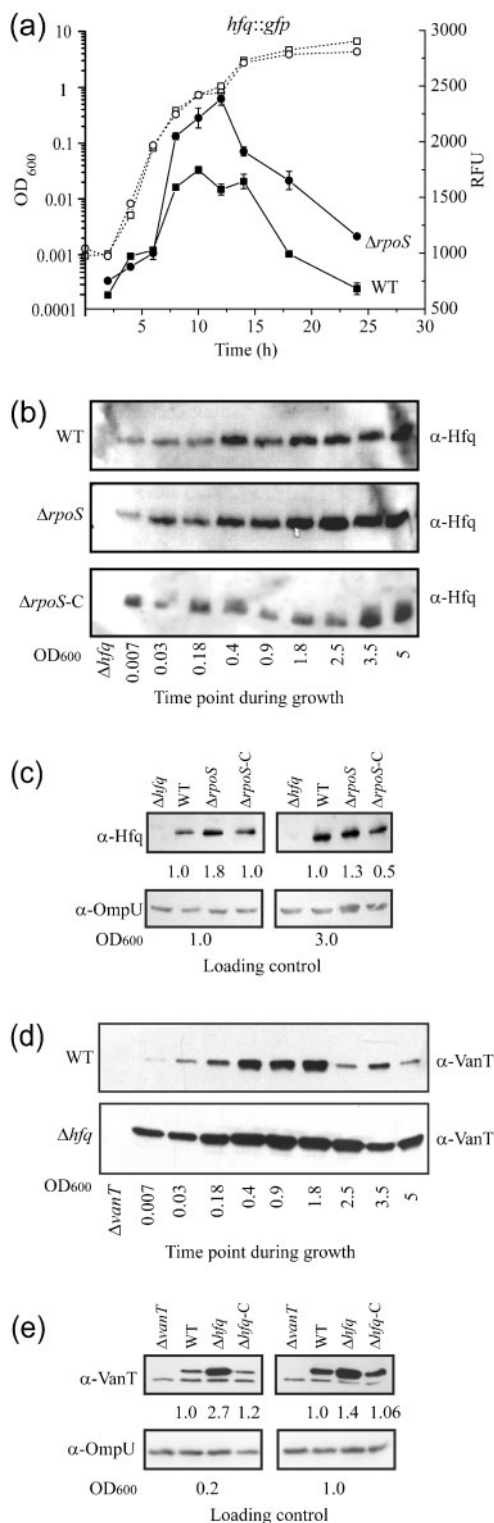 (a)
hfq::gfp
10
1
0.1
0.01
0.001
0.0001
OD600
3000
2500
2000
1500
1000
500
RFU
ΔrpoS
WT
5 10 15 20 25 30
Time (h)
(b)
WT α-Hfq
ΔrpoS α-Hfq
ΔrpoS-C α-Hfq
OD600 Δhfq 0.007 0.03 0.18 0.4 0.9 1.8 2.5 3.5 5
Time point during growth
(c)
Δhfq WT ΔrpoS ΔrpoS-C Δhfq WT ΔrpoS ΔrpoS-C
α-Hfq
1.0 1.8 1.0 1.0 1.3 0.5
α-OmpU
OD600 1.0 3.0
Loading control
(d)
WT α-VanT
Δhfq α-VanT
OD600 ΔvanT 0.007 0.03 0.18 0.4 0.9 1.8 2.5 3.5 5
Time point during growth
(e)
ΔvanT WT Δhfq Δhfq-C ΔvanT WT Δhfq Δhfq-C
α-VanT
1.0 2.7 1.2 1.0 1.4 1.06
α-OmpU
OD600 0.2 1.0
Loading control